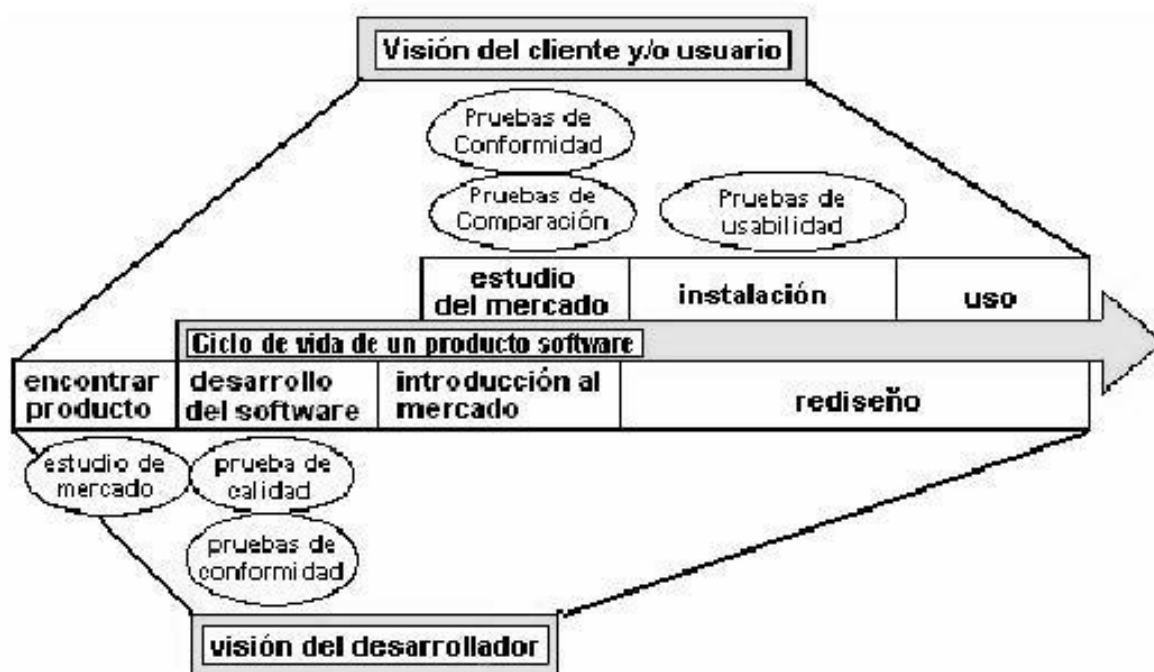 Visión del cliente y/o usuario
Pruebas de
Conformidad
Pruebas de
Comparación
Pruebas de
usabilidad
estudio
del mercado
instalación
uso
Ciclo de vida de un producto software
encontrar
producto
desarrollo
del software
introducción al
mercado
rediseño
estudio de
mercado
prueba de
calidad
pruebas de
conformidad
visión del desarrollador